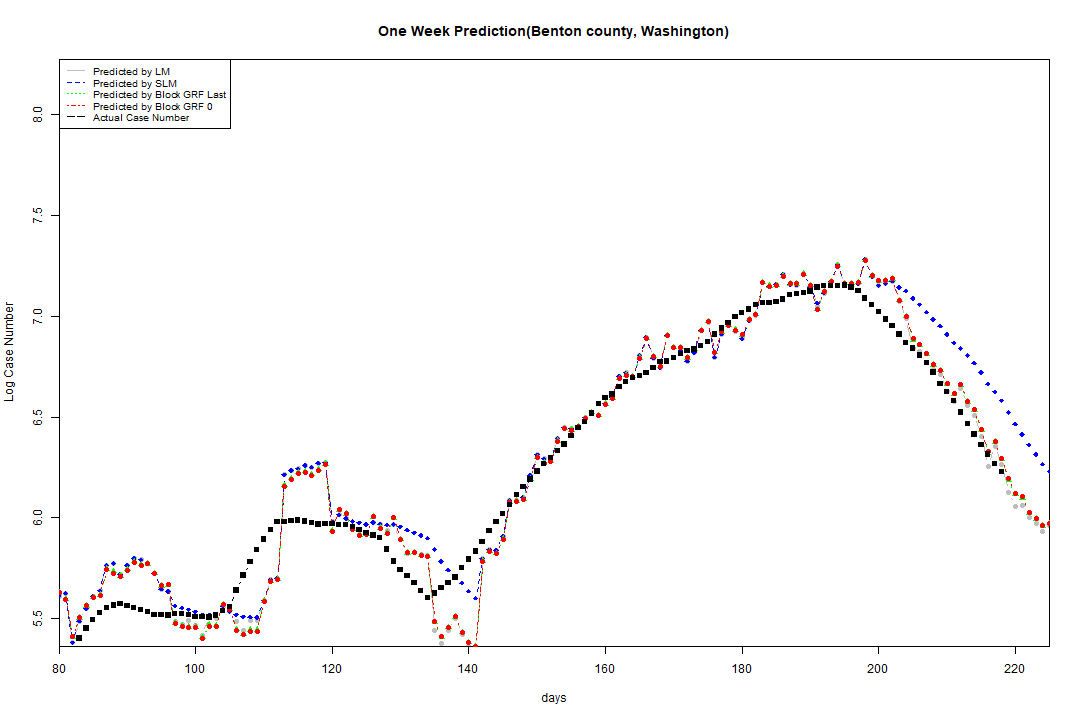 One Week Prediction(Benton county, Washington)
Predicted by LM
Predicted by SLM
Predicted by Block GRF Last
Predicted by Block GRF 0
Actual Case Number
8.0
7.5
7.0
6.5
6.0
5.5
Log Case Number
80 100 120 140 160 180 200 220
days